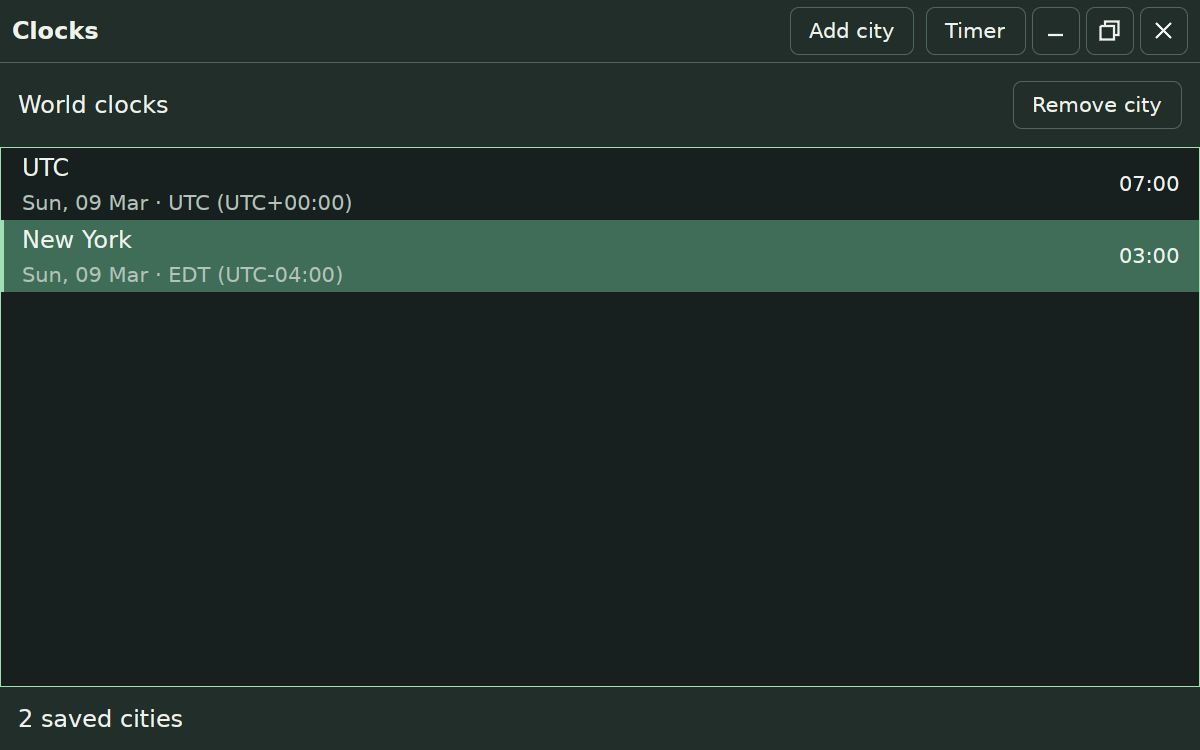 Clocks
Add city
Timer
World clocks
Remove city
UTC
07:00
Sun, 09 Mar · UTC (UTC+00:00)
New York
03:00
Sun, 09 Mar · EDT (UTC-04:00)
2 saved cities